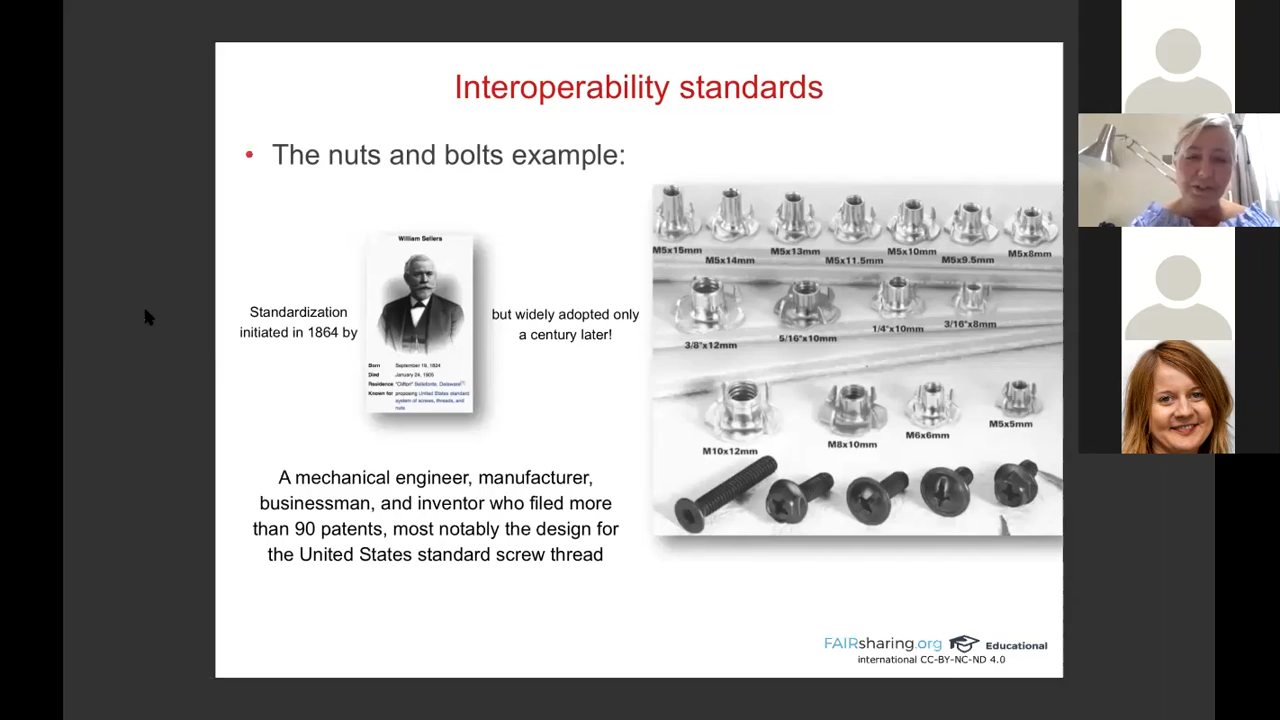 Interoperability standards
• The nuts and bolts example:
Standardization
initiated in 1864 by
William Sellers
Born September 19, 1824
Died January 24, 1905
Residence "Clifton" Bellefonte, Delaware[1]
Known for proposing United States standard
system of screws, threads, and
nuts
but widely adopted only
a century later!
M5x15mm
M5x14mm
M5x13mm
M5x11.5mm
M5x10mm
M5x9.5mm
M5x8mm
3/8"x12mm
5/16"x10mm
1/4"x10mm
3/16"x8mm
M10x12mm
M8x10mm
M6x6mm
M5x5mm
A mechanical engineer, manufacturer,
businessman, and inventor who filed more
than 90 patents, most notably the design for
the United States standard screw thread
FAIRsharing.org Educational
international CC-BY-NC-ND 4.0